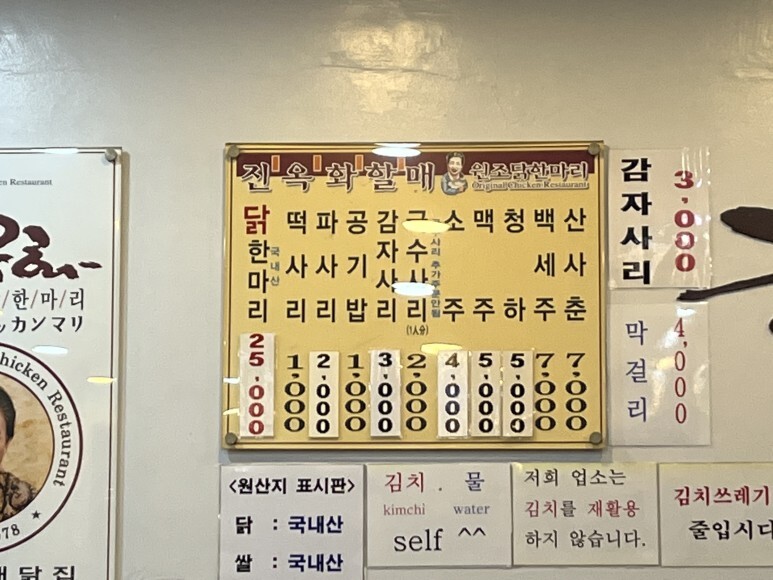 en Restaurant
/한/마/리
ッカンマリ
hicken Restaurant
978 ★
진옥화할매 원조닭한마리
Original Chicken Restaurant
닭한마리 국내산 25,000
떡사리 1,000
파사리 2,000
공기밥 1,000
감자사리 3,000
국수사리 (1人分) 2,000
소주 4,000
맥주 5,000
청하 5,000
백세주 7,000
산사춘 7,000
감자사리 3,000
막걸리 4,000
<원산지 표시판>
닭 : 국내산
쌀 : 국내산
김치 . 물
kimchi water
self ^^
저희 업소는
김치를 재활용
하지 않습니다.
김치쓰레기
줄입시다